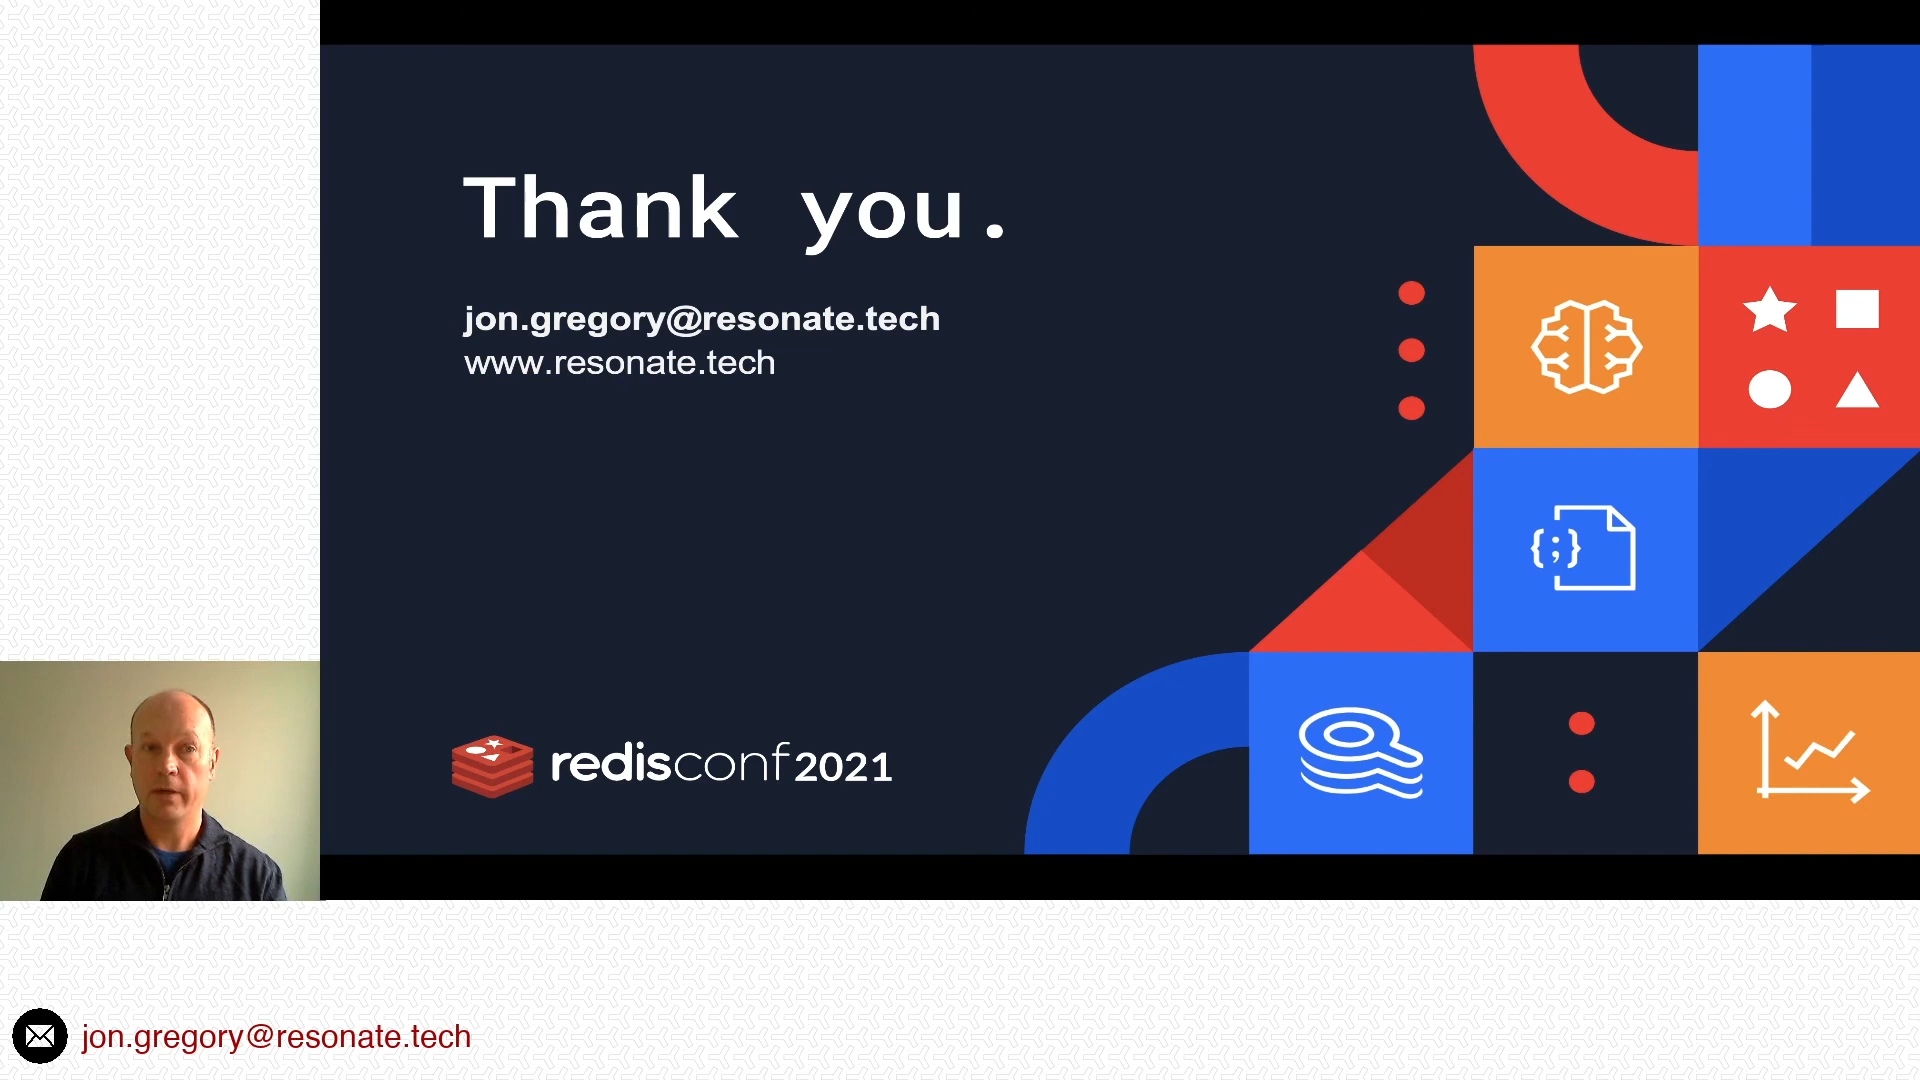 Thank you.
jon.gregory@resonate.tech
www.resonate.tech
{;}
redisconf2021
jon.gregory@resonate.tech